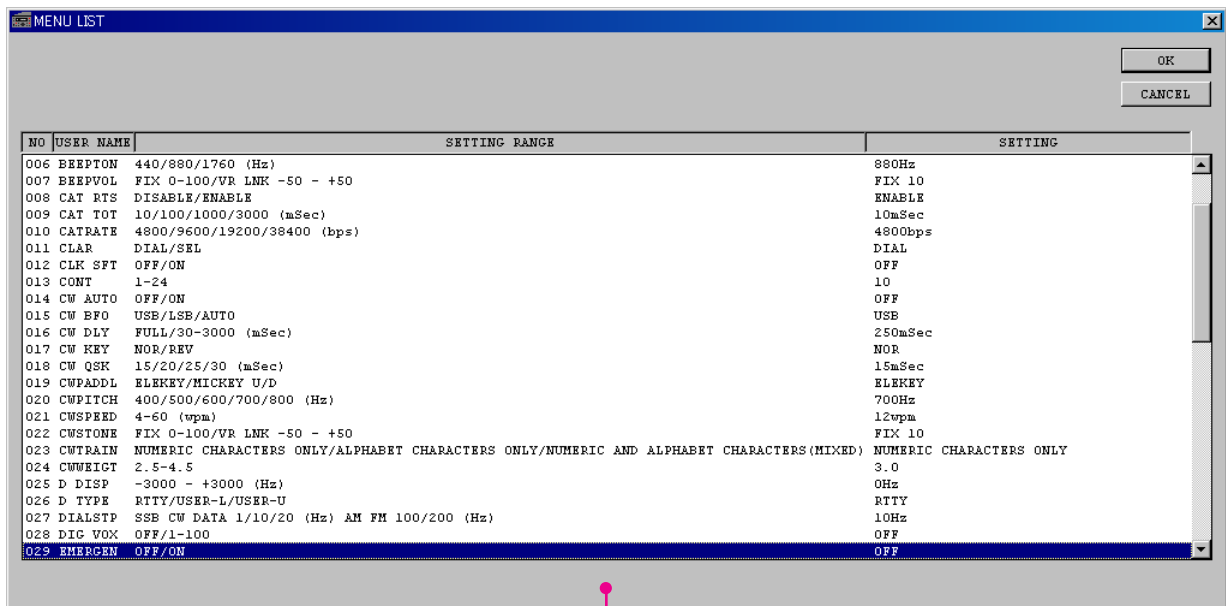 MENU LIST
OK
CANCEL
NO USER NAME SETTING RANGE SETTING
006 BEEPTON 440/880/1760 (Hz) 880Hz
007 BEEPVOL FIX 0-100/VR LNK -50 - +50 FIX 10
008 CAT RTS DISABLE/ENABLE ENABLE
009 CAT TOT 10/100/1000/3000 (mSec) 10mSec
010 CATRATE 4800/9600/19200/38400 (bps) 4800bps
011 CLAR DIAL/SEL DIAL
012 CLK SFT OFF/ON OFF
013 CONT 1-24 10
014 CW AUTO OFF/ON OFF
015 CW BFO USB/LSB/AUTO USB
016 CW DLY FULL/30-3000 (mSec) 250mSec
017 CW KEY NOR/REV NOR
018 CW QSK 15/20/25/30 (mSec) 15mSec
019 CWPADDL ELEKEY/MICKEY U/D ELEKEY
020 CWPITCH 400/500/600/700/800 (Hz) 700Hz
021 CWSPEED 4-60 (wpm) 12wpm
022 CWSTONE FIX 0-100/VR LNK -50 - +50 FIX 10
023 CWTRAIN NUMERIC CHARACTERS ONLY/ALPHABET CHARACTERS ONLY/NUMERIC AND ALPHABET CHARACTERS(MIXED) NUMERIC CHARACTERS ONLY
024 CWWEIGT 2.5-4.5 3.0
025 D DISP -3000 - +3000 (Hz) 0Hz
026 D TYPE RTTY/USER-L/USER-U RTTY
027 DIALSTP SSB CW DATA 1/10/20 (Hz) AM FM 100/200 (Hz) 10Hz
028 DIG VOX OFF/1-100 OFF
029 EMERGEN OFF/ON OFF